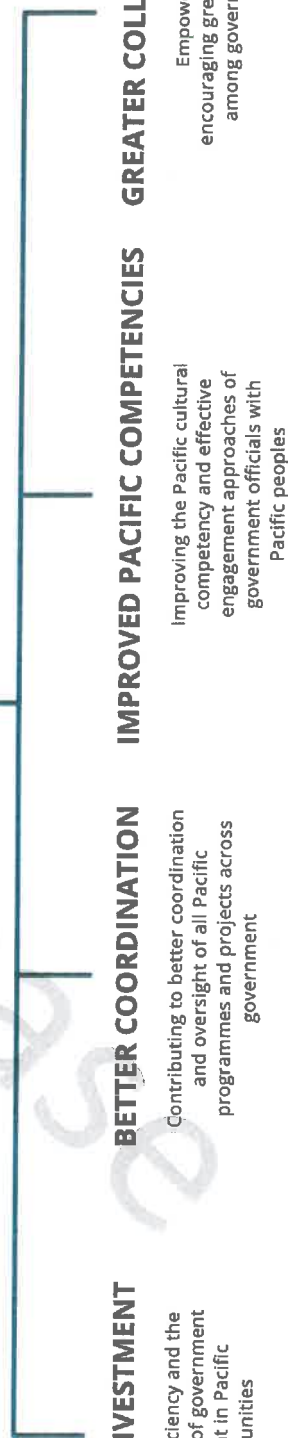 VESTMENT
ciency and the
of government
t in Pacific
unities
BETTER COORDINATION
Contributing to better coordination
and oversight of all Pacific
programmes and projects across
government
IMPROVED PACIFIC COMPETENCIES
Improving the Pacific cultural
competency and effective
engagement approaches of
government officials with
Pacific peoples
GREATER COLL
Empow
encouraging gre
among govern
ase